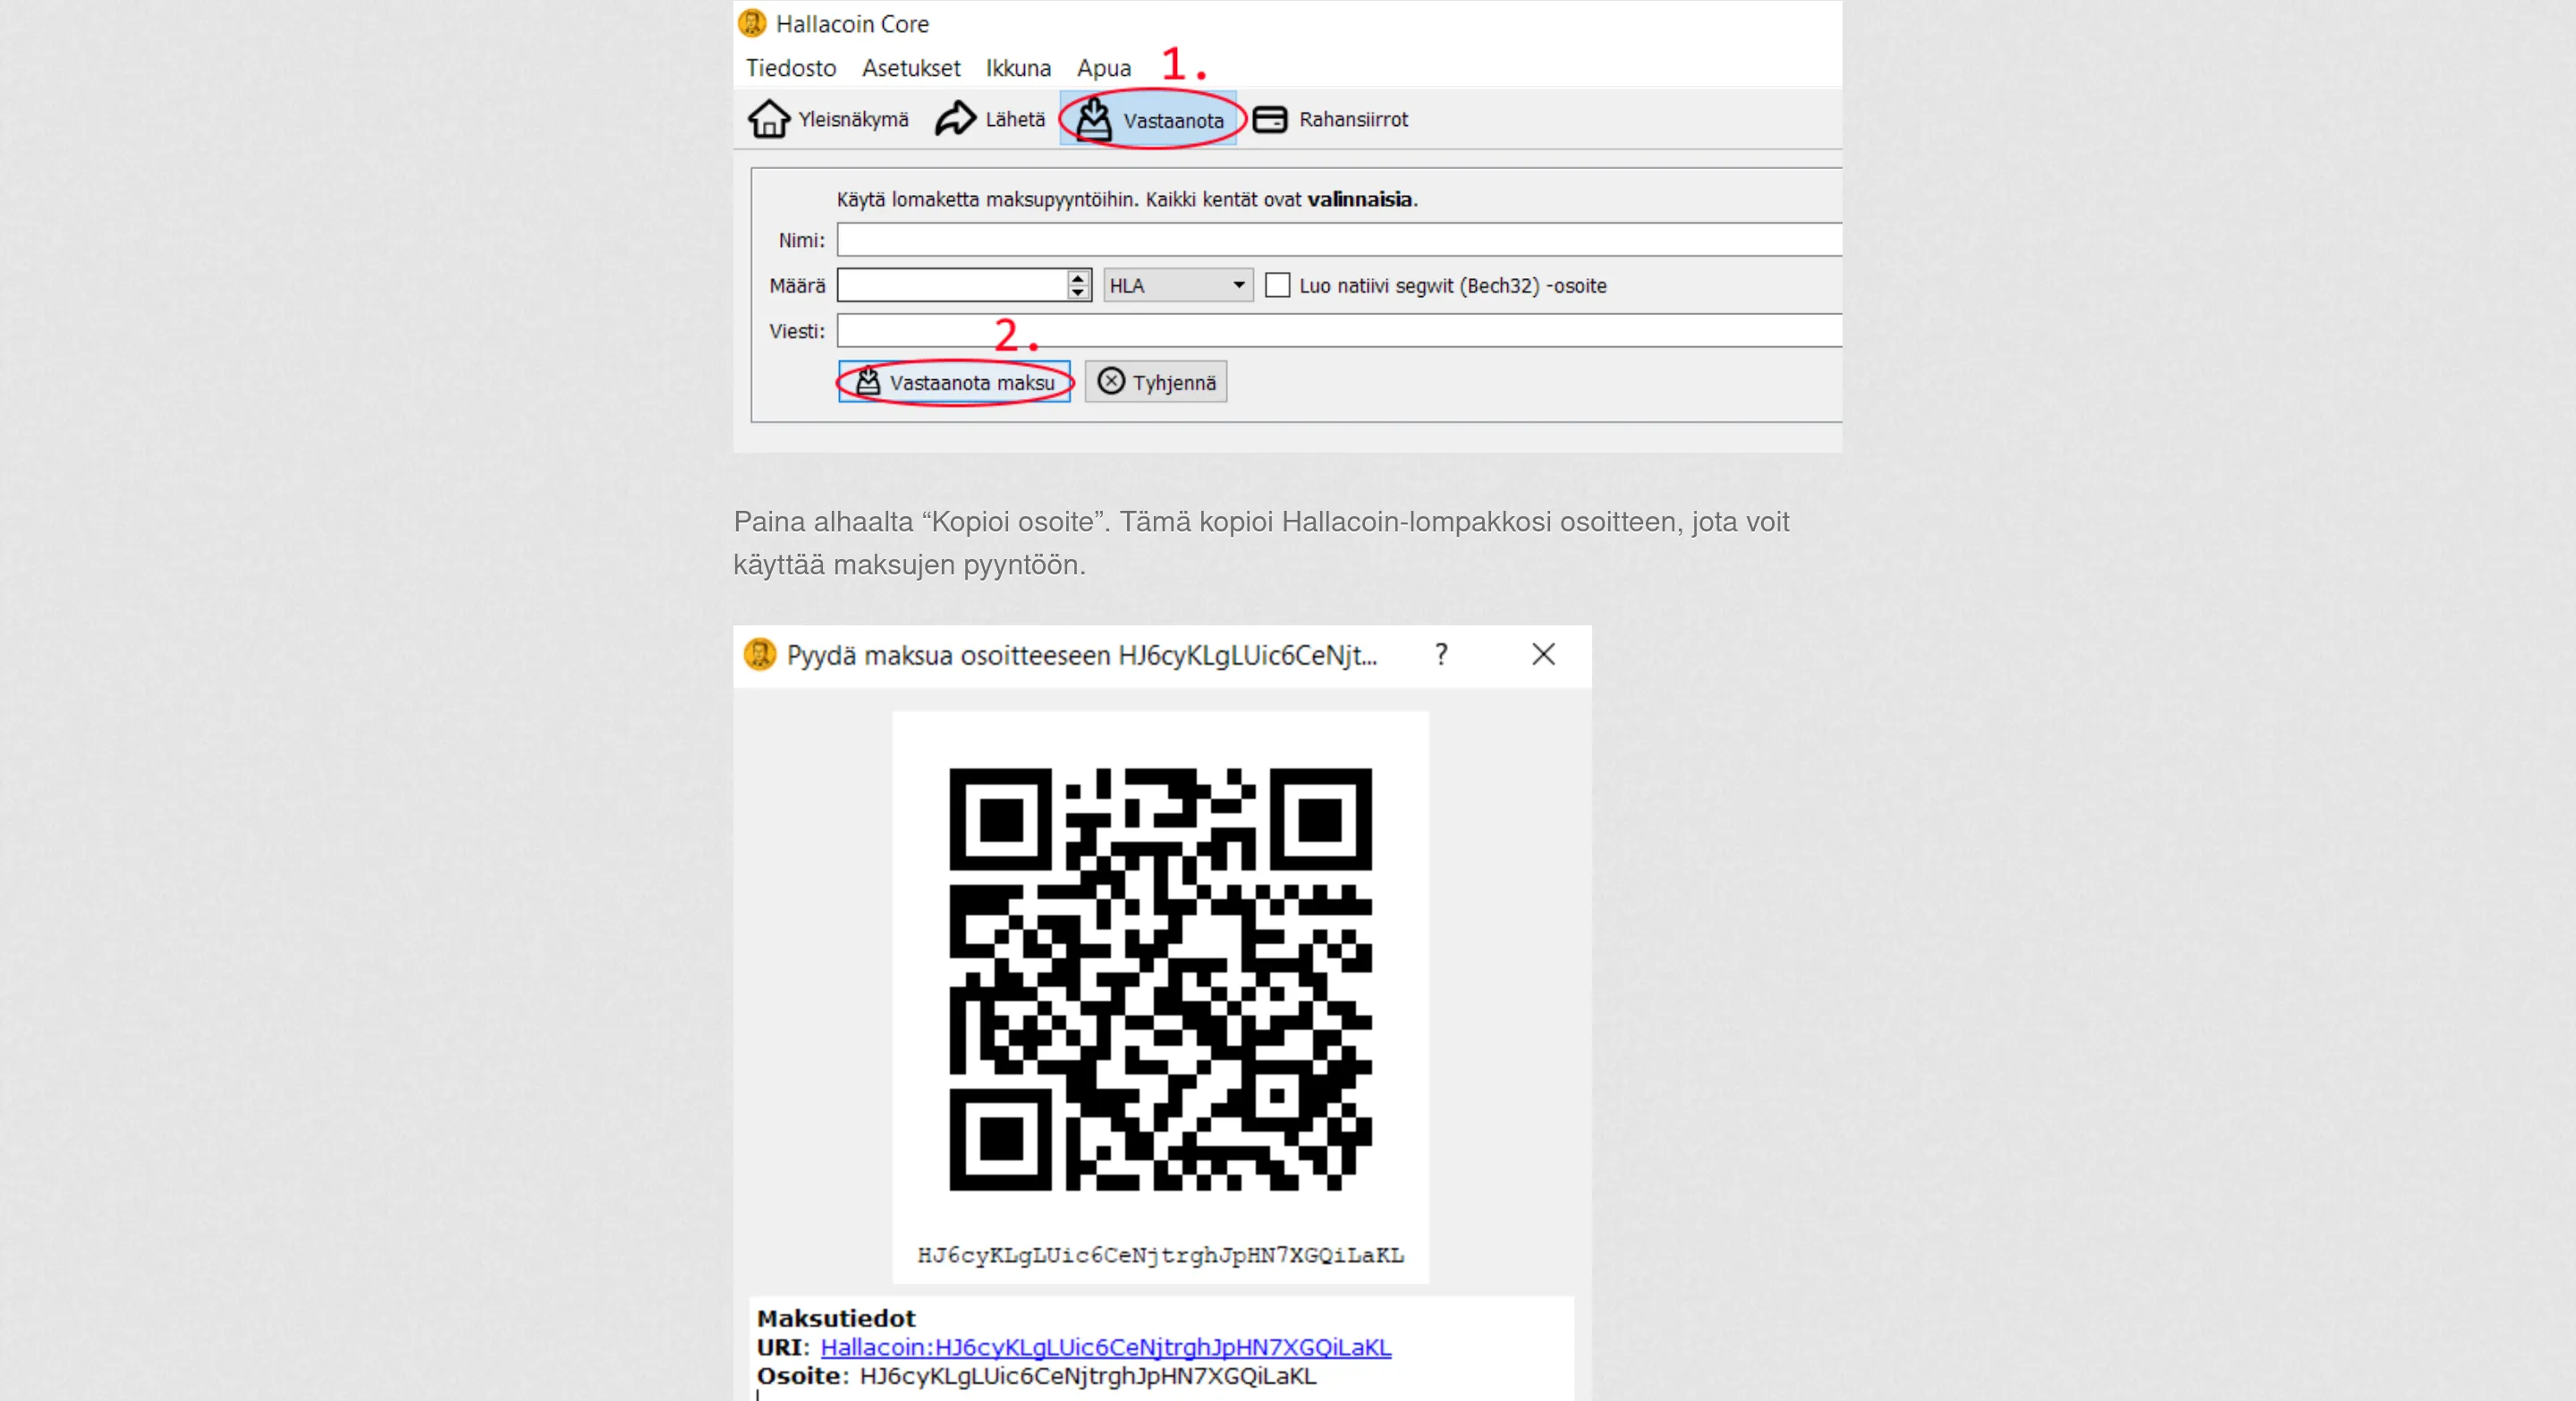 Hallacoin Core
Tiedosto Asetukset Ikkuna Apua 1.
Yleisnäkymä Lähetä Vastaanota Rahansiirrot
Käytä lomaketta maksupyyntöihin. Kaikki kentät ovat valinnaisia.
Nimi:
Määrä HLA Luo natiivi segwit (Bech32) -osoite
Viesti:
2.
Vastaanota maksu Tyhjennä
Paina alhaalta “Kopioi osoite”. Tämä kopioi Hallacoin-lompakkosi osoitteen, jota voit
käyttää maksujen pyyntöön.
Pyydä maksua osoitteeseen HJ6cyKLgLUic6CeNjt... ?
HJ6cyKLgLUic6CeNjtrghJpHN7XGQiLaKL
Maksutiedot
URI: Hallacoin:HJ6cyKLgLUic6CeNjtrghJpHN7XGQiLaKL
Osoite: HJ6cyKLgLUic6CeNjtrghJpHN7XGQiLaKL